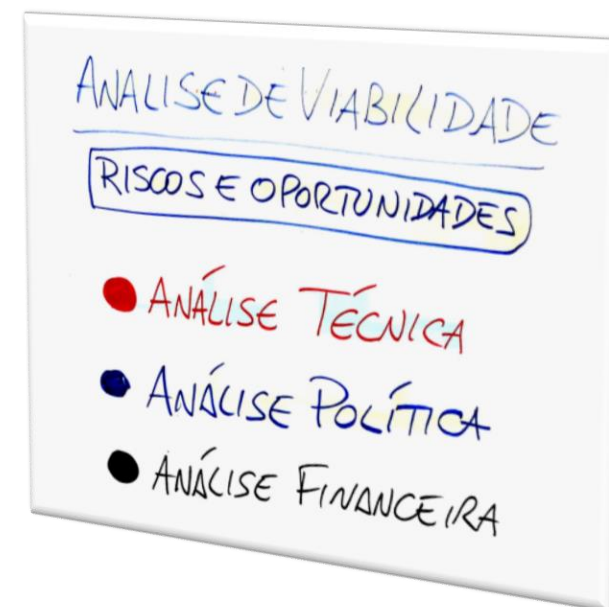 ANALISE DE VIABILIDADE
RISCOS E OPORTUNIDADES
ANÁLISE TÉCNICA
ANÁLISE POLÍTICA
ANÁLISE FINANCEIRA